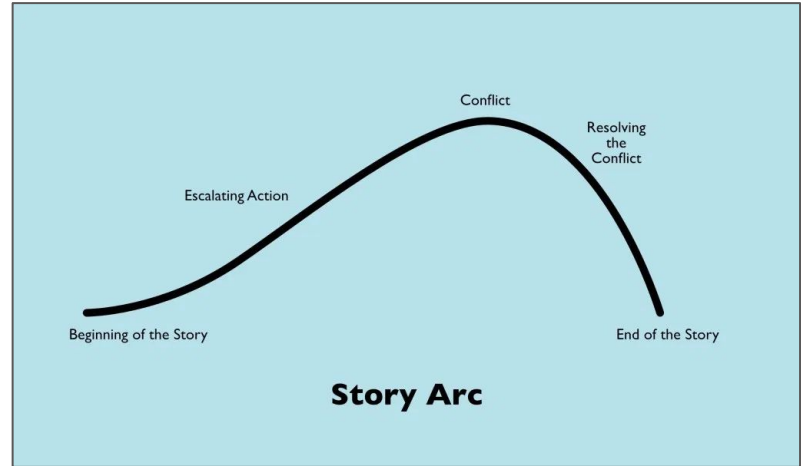 Conflict
Resolving
the
Conflict
Escalating Action
Beginning of the Story
End of the Story
Story Arc